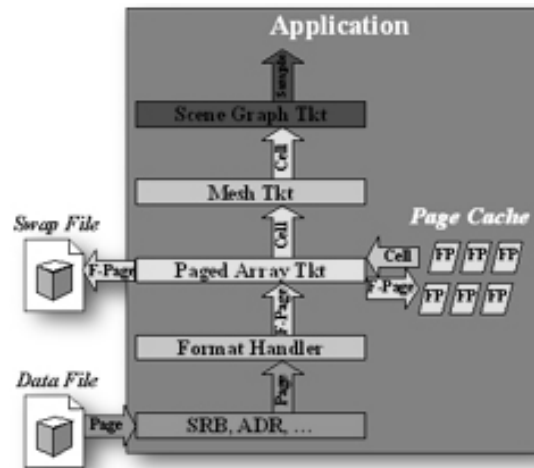 Application
Sample
Scene Graph Tkt
Cell
Mesh Tkt
Swap File
Page Cache
Cell
Cell
FP FP FP
F-Page
Paged Array Tkt
F-Page
FP FP FP
F-Page
Format Handler
Data File
Page
Page
SRB, ADR, ...